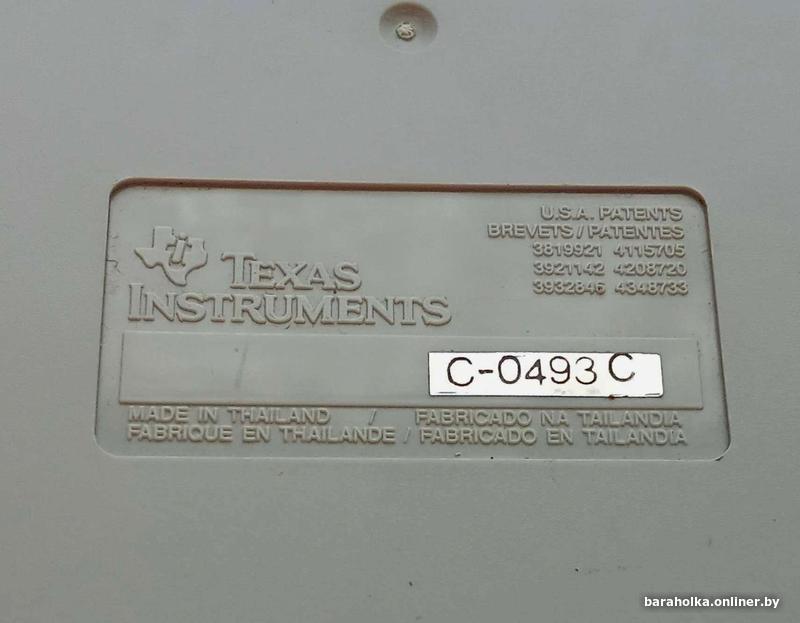 U.S.A. PATENTS
BREVETS / PATENTES
3819921 4115705
3921142 4208720
3932846 4348733
TEXAS
INSTRUMENTS
C-0493 C
MADE IN THAILAND / FABRICADO NA TAILANDIA
FABRIQUE EN THAILANDE / FABRICADO EN TAILANDIA
baraholka.onliner.by